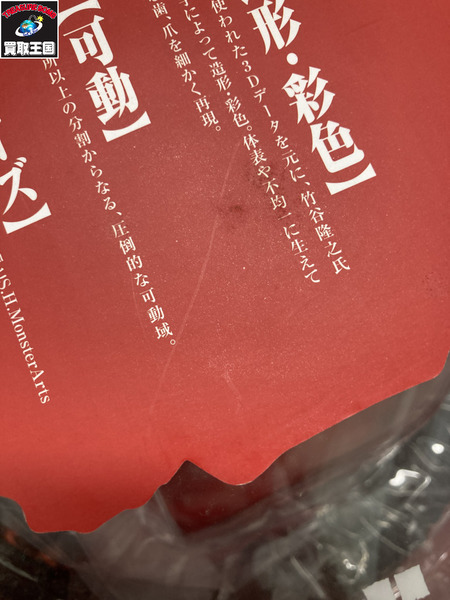 買取王国
形・彩色】
使われた3Dデータを元に、竹谷隆之氏
手によって造形・彩色。体表や不均一に生えて
歯、爪を細かく再現。
【可動】
所以上の分割からなる、圧倒的な可動域。
ズ】
S.H.MonsterArts